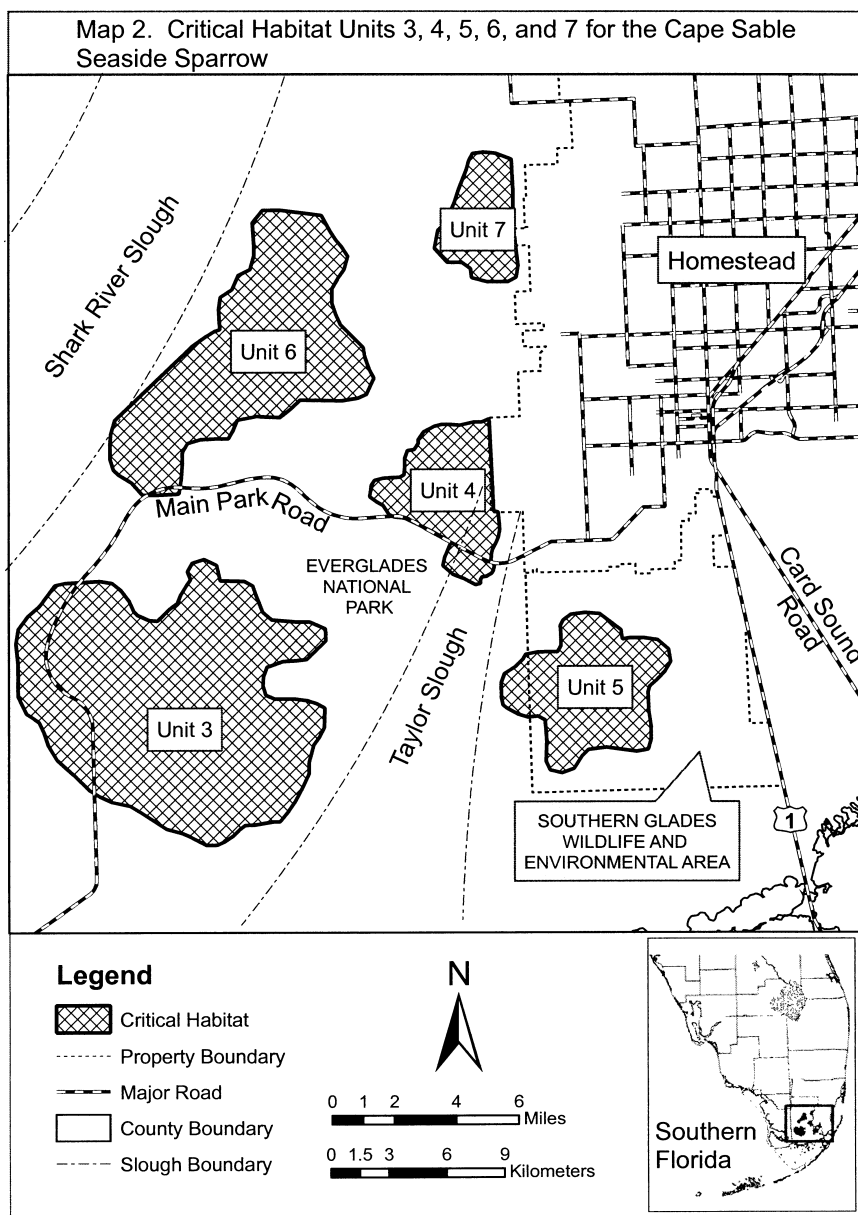 Map 2. Critical Habitat Units 3, 4, 5, 6, and 7 for the Cape Sable
Seaside Sparrow
Shark River Slough
Unit 7
Homestead
Unit 6
Unit 4
Main Park Road
EVERGLADES
NATIONAL
PARK
Card Sound
Road
Taylor Slough
Unit 5
Unit 3
SOUTHERN GLADES
WILDLIFE AND
ENVIRONMENTAL AREA
1
Legend
Critical Habitat
Property Boundary
Major Road
County Boundary
Slough Boundary
N
0 1 2 4 6
Miles
0 1.5 3 6 9
Kilometers
Southern
Florida